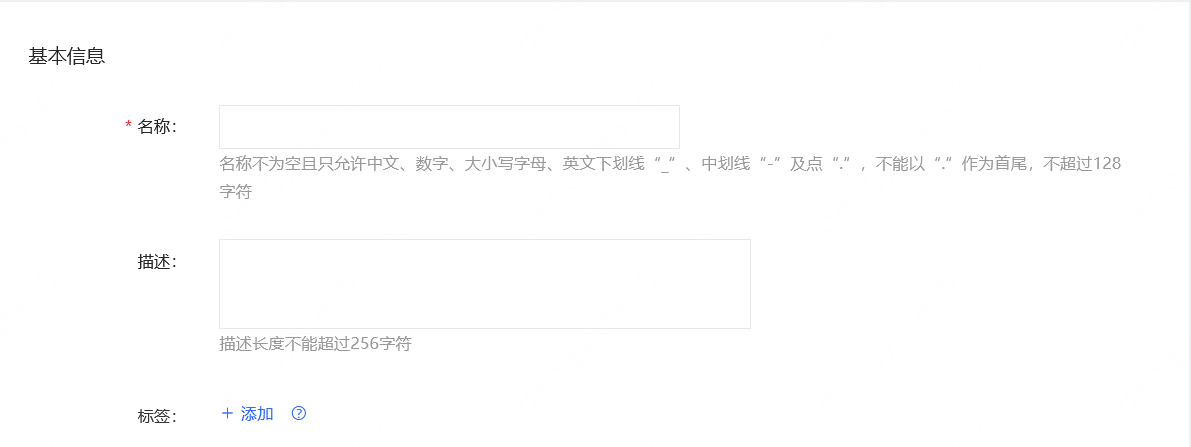 基本信息
* 名称：
名称不为空且只允许中文、数字、大小写字母、英文下划线“_”、中划线“-”及点“.”，不能以“.”作为首尾，不超过128
字符
描述：
描述长度不能超过256字符
标签： + 添加 ?